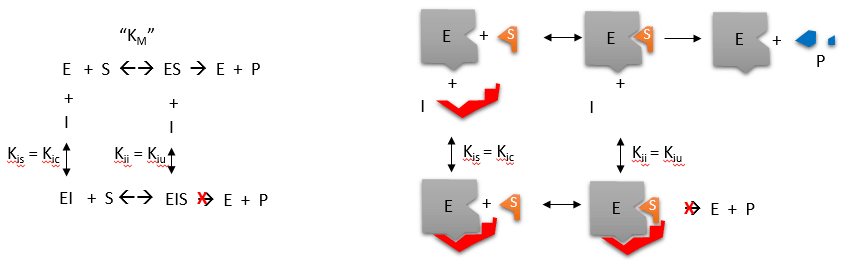 “KM”
E + S ES E + P
+ +
I I
Kis = Kic Kii = Kiu
EI + S EIS X E + P
E + S E S E + P
+ +
I I
Kis = Kic Kii = Kiu
E + S E S X E + P